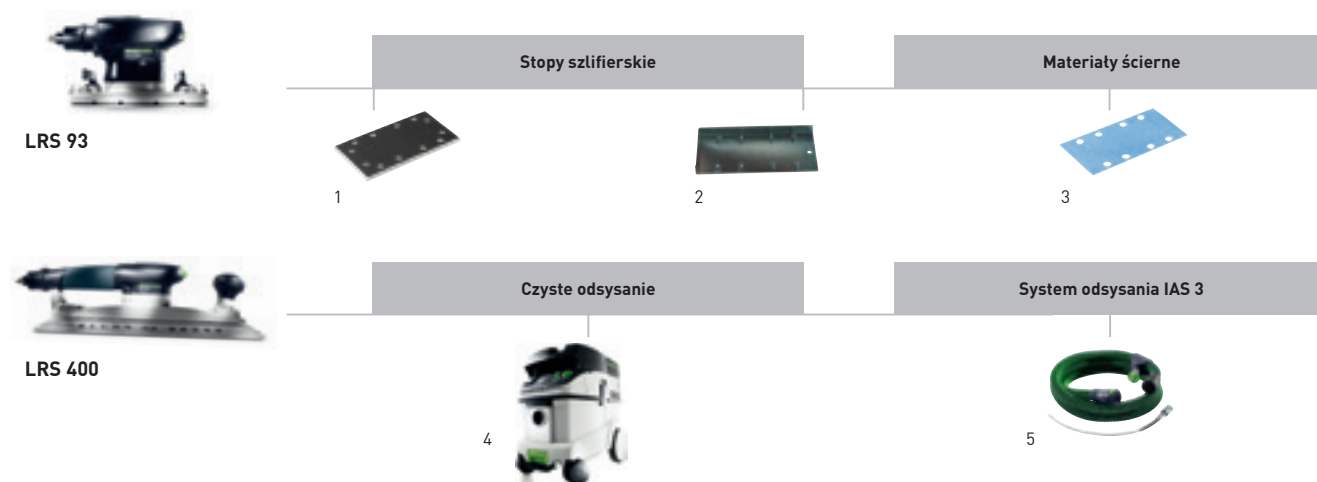 Stopy szlifierskie
Materiały ścierne
LRS 93
1
2
3
Czyste odsysanie
System odsysania IAS 3
LRS 400
4
5